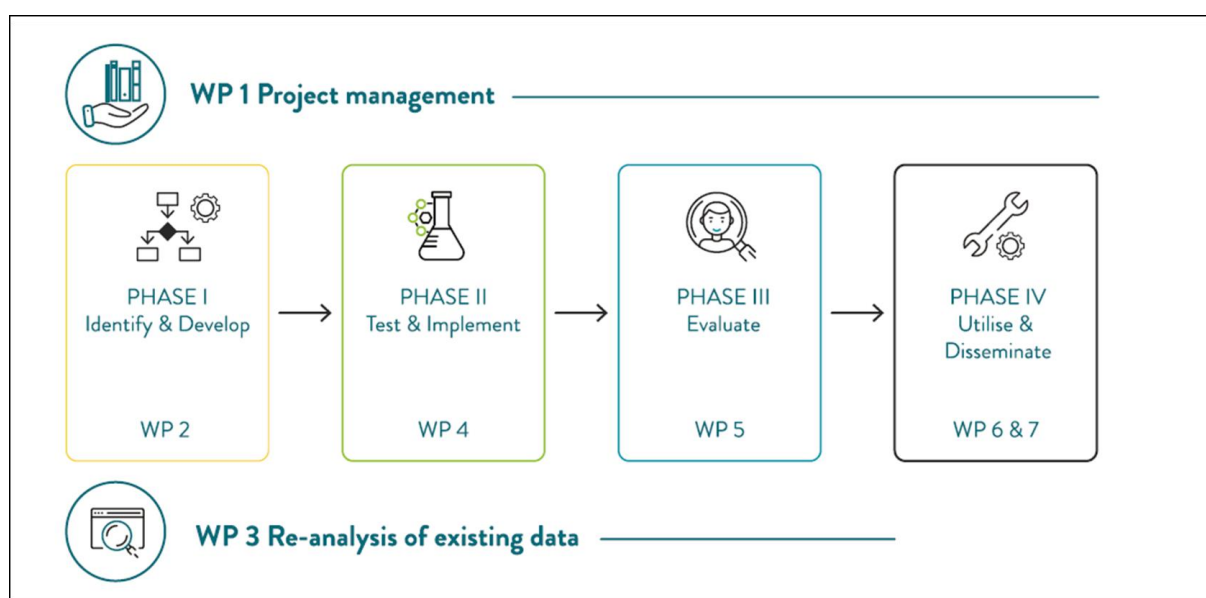 WP 1 Project management
PHASE I
Identify & Develop
WP 2
PHASE II
Test & Implement
WP 4
PHASE III
Evaluate
WP 5
PHASE IV
Utilise &
Disseminate
WP 6 & 7
WP 3 Re-analysis of existing data